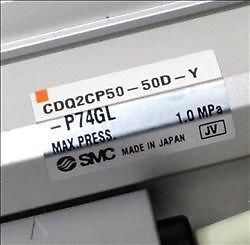 CDQ2CP50-50D-Y
-P74GL
MAX.PRESS. 1.0 MPa
SMC MADE IN JAPAN JV